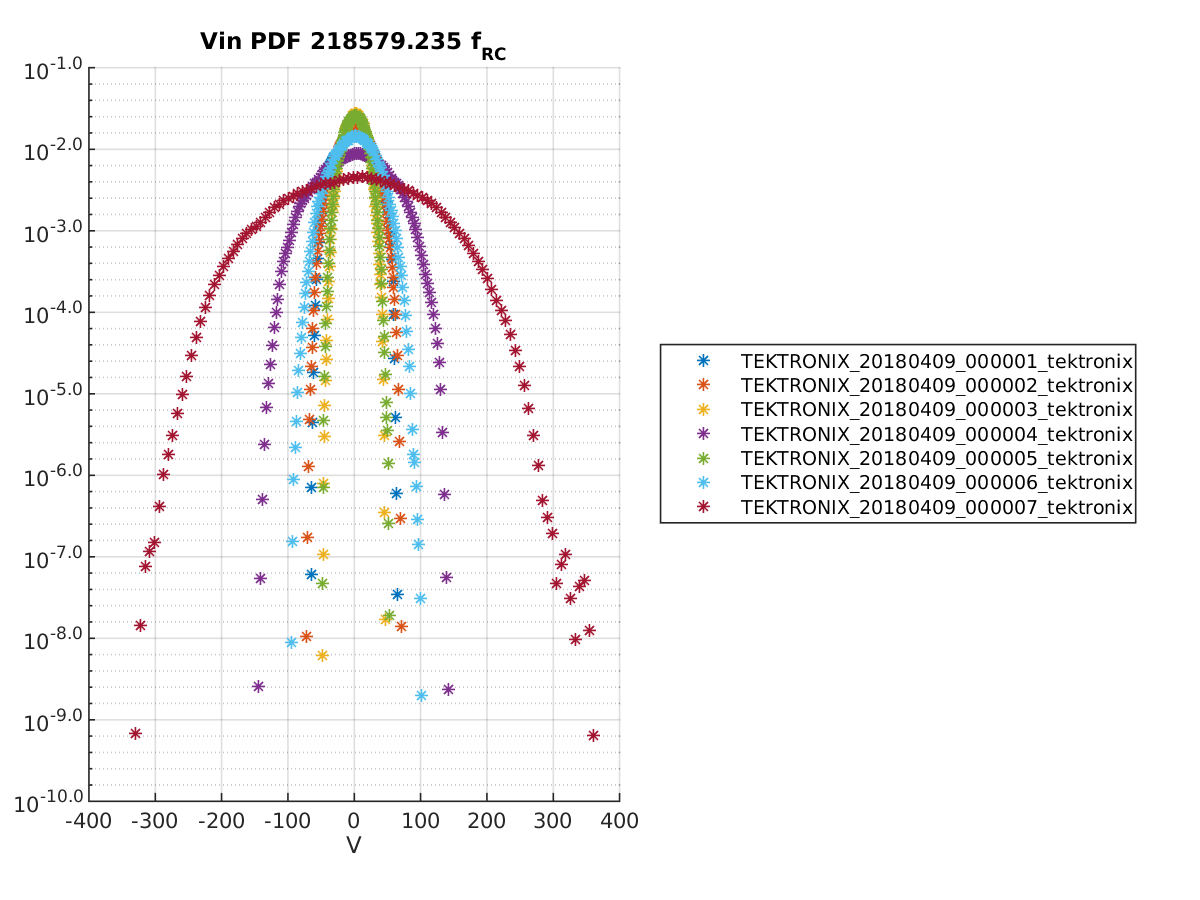 Vin PDF 218579.235 f_RC
10^-1.0
10^-2.0
10^-3.0
10^-4.0
10^-5.0
10^-6.0
10^-7.0
10^-8.0
10^-9.0
10^-10.0
-400 -300 -200 -100 0 100 200 300 400
V
TEKTRONIX_20180409_000001_tektronix
TEKTRONIX_20180409_000002_tektronix
TEKTRONIX_20180409_000003_tektronix
TEKTRONIX_20180409_000004_tektronix
TEKTRONIX_20180409_000005_tektronix
TEKTRONIX_20180409_000006_tektronix
TEKTRONIX_20180409_000007_tektronix